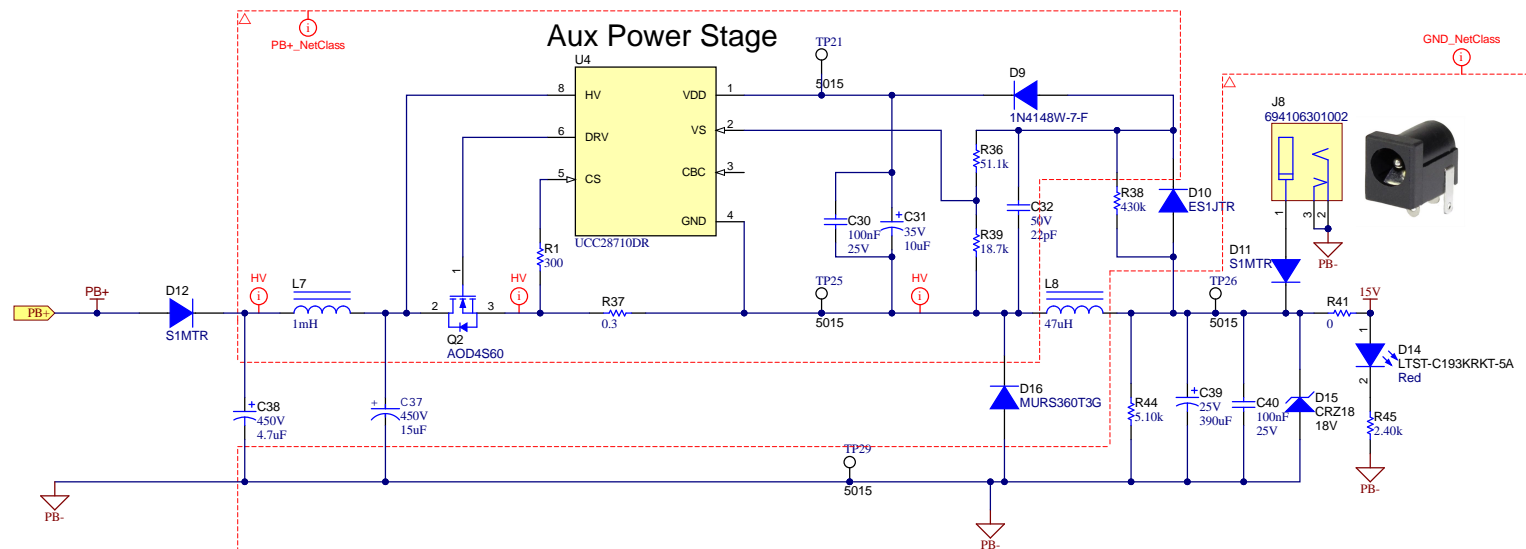 PB+_NetClass
Aux Power Stage
GND_NetClass
U4
8
HV
VDD
1
6
DRV
VS
2
5
CS
CBC
3
GND
4
UCC28710DR
TP21
5015
D9
1N4148W-7-F
J8
694106301002
1
3
2
PB-
R36
51.1k
R38
430k
D10
ES1JTR
C30
100nF
25V
C31
35V
10uF
R39
18.7k
C32
50V
22pF
R1
300
D11
S1MTR
PB+
PB+
D12
S1MTR
HV
L7
1mH
1
2
3
Q2
AOD4S60
HV
R37
0.3
TP25
5015
HV
L8
47uH
TP26
5015
R41
0
15V
1
D14
LTST-C193KRKT-5A
Red
2
C38
450V
4.7uF
C37
450V
15uF
D16
MURS360T3G
R44
5.10k
C39
25V
390uF
C40
100nF
25V
D15
CRZ18
18V
R45
2.40k
PB-
TP29
5015
PB-
PB-